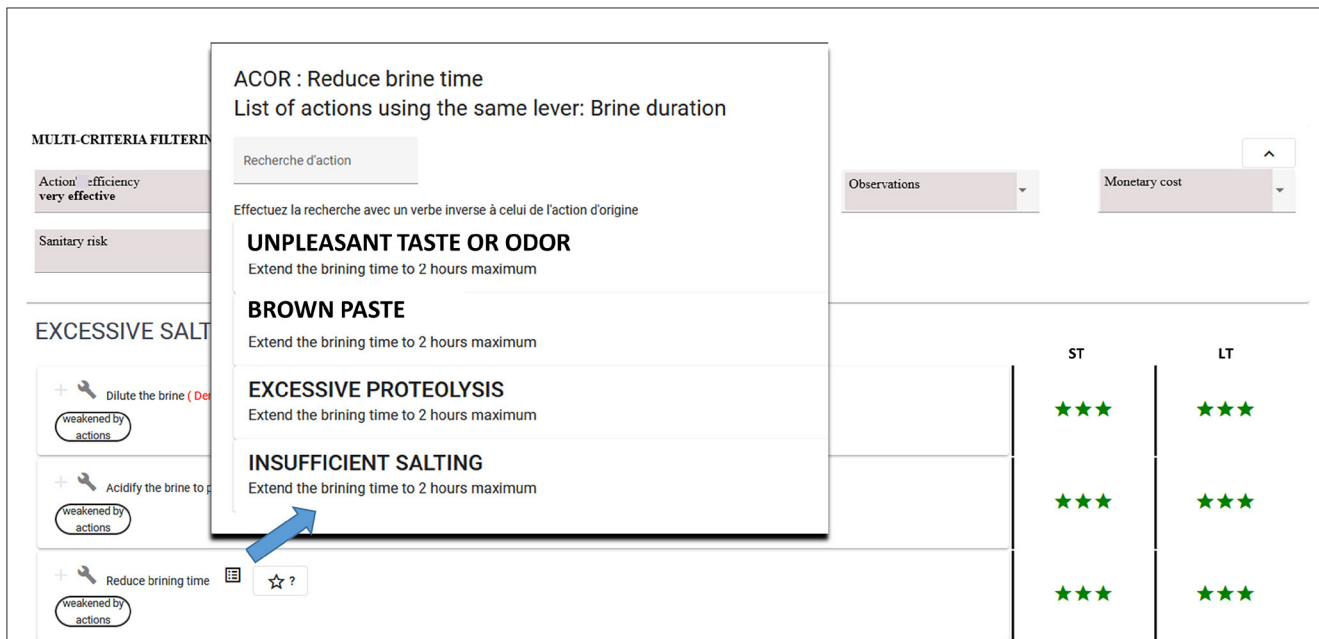 ACOR : Reduce brine time
List of actions using the same lever: Brine duration
Recherche d'action
Effectuez la recherche avec un verbe inverse à celui de l'action d'origine
UNPLEASANT TASTE OR ODOR
Extend the brining time to 2 hours maximum
BROWN PASTE
Extend the brining time to 2 hours maximum
EXCESSIVE PROTEOLYSIS
Extend the brining time to 2 hours maximum
INSUFFICIENT SALTING
Extend the brining time to 2 hours maximum
MULTI-CRITERIA
Action' efficiency
very effective
Observations
Monetary cost
Sanitary risk
EXCESSIVE
ST LT
Dilute the brine
weakened by
actions
★★★ ★★★
Acidify the brine to
weakened by
actions
★★★ ★★★
Reduce brining time ☆ ?
weakened by
actions
★★★ ★★★